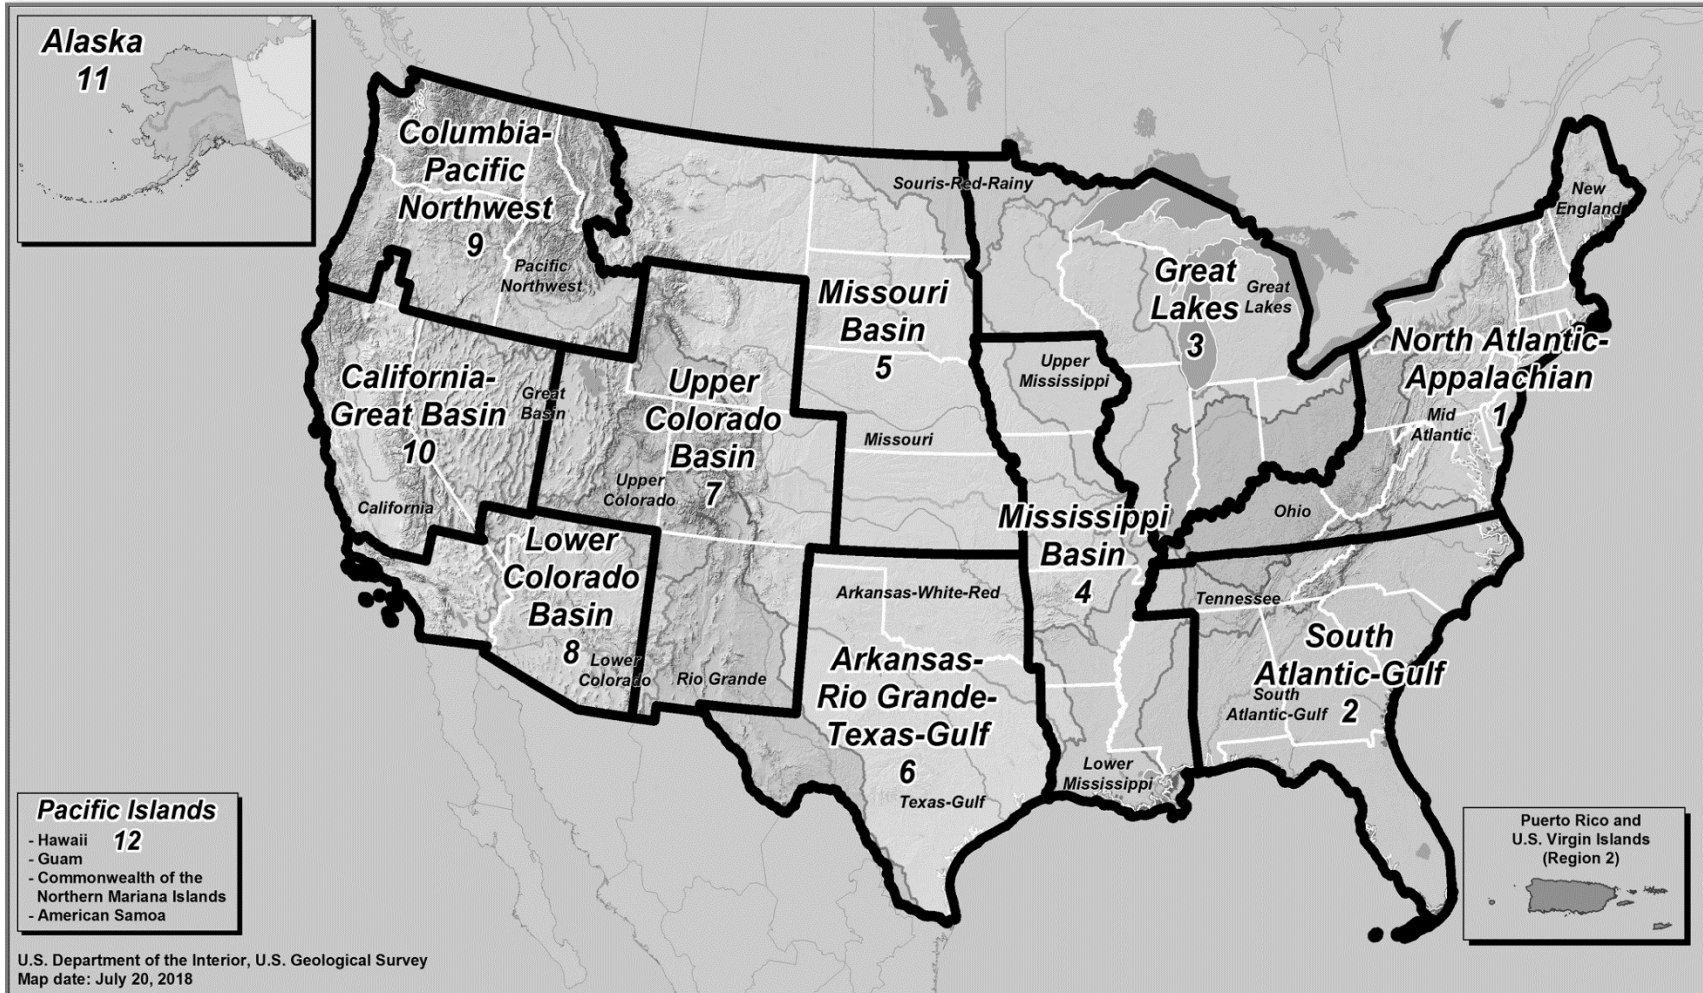 Alaska
11
Columbia-
Pacific
Northwest
9
Pacific
Northwest
Souris-Red-Rainy
Missouri
Basin
5
Missouri
Great
Lakes
3
Great
Lakes
New
England
North Atlantic-
Appalachian
1
Mid
Atlantic
Upper
Mississippi
California-
Great Basin
10
Great
Basin
California
Upper
Colorado
Basin
7
Upper
Colorado
Lower
Colorado
Basin
8
Lower
Colorado
Rio Grande
Mississippi
Basin
4
Ohio
Arkansas-White-Red
Arkansas-
Rio Grande-
Texas-Gulf
6
Texas-Gulf
Lower
Mississippi
Tennessee
South
Atlantic-Gulf
2
South
Atlantic-Gulf
Pacific Islands
12
- Hawaii
- Guam
- Commonwealth of the
Northern Mariana Islands
- American Samoa
Puerto Rico and
U.S. Virgin Islands
(Region 2)
U.S. Department of the Interior, U.S. Geological Survey
Map date: July 20, 2018